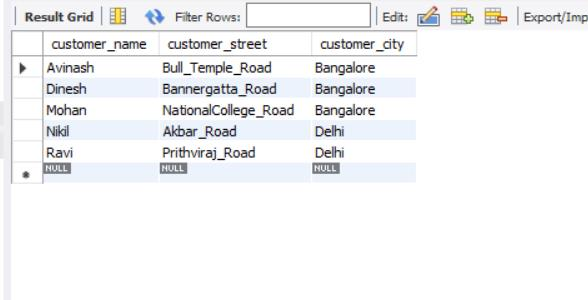 Result Grid Filter Rows: Edit: Export/Imp
customer_name customer_street customer_city
Avinash Bull_Temple_Road Bangalore
Dinesh Bannergatta_Road Bangalore
Mohan NationalCollege_Road Bangalore
Nikil Akbar_Road Delhi
Ravi Prithviraj_Road Delhi
NULL NULL NULL